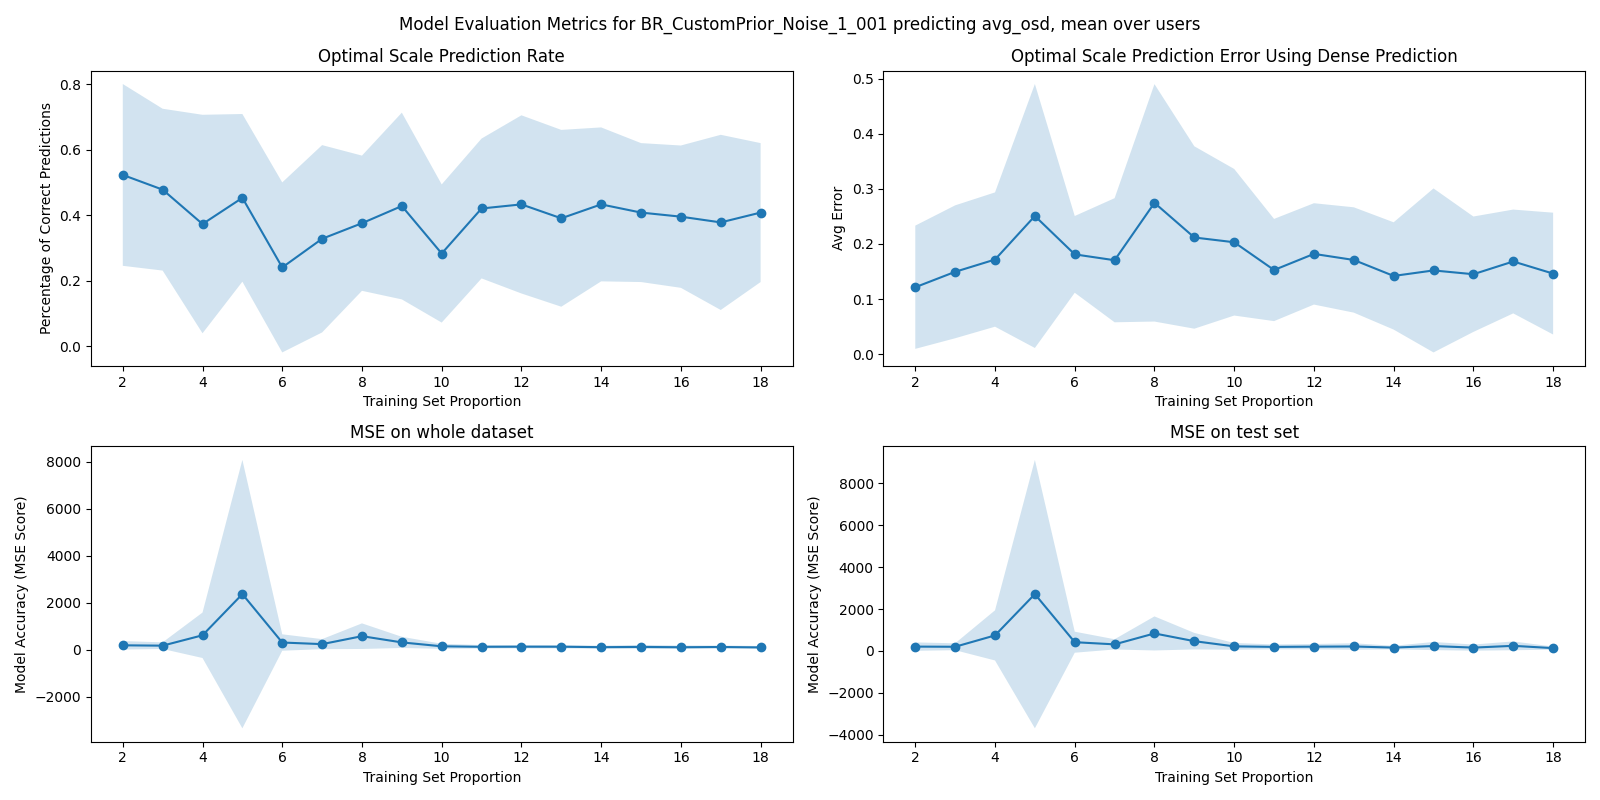 Model Evaluation Metrics for BR_CustomPrior_Noise_1_001 predicting avg_osd, mean over users
Optimal Scale Prediction Rate
Percentage of Correct Predictions
0.8
0.6
0.4
0.2
0.0
2 4 6 8 10 12 14 16 18
Training Set Proportion
Optimal Scale Prediction Error Using Dense Prediction
Avg Error
0.5
0.4
0.3
0.2
0.1
0.0
2 4 6 8 10 12 14 16 18
Training Set Proportion
MSE on whole dataset
Model Accuracy (MSE Score)
8000
6000
4000
2000
0
−2000
2 4 6 8 10 12 14 16 18
Training Set Proportion
MSE on test set
Model Accuracy (MSE Score)
8000
6000
4000
2000
0
−2000
−4000
2 4 6 8 10 12 14 16 18
Training Set Proportion